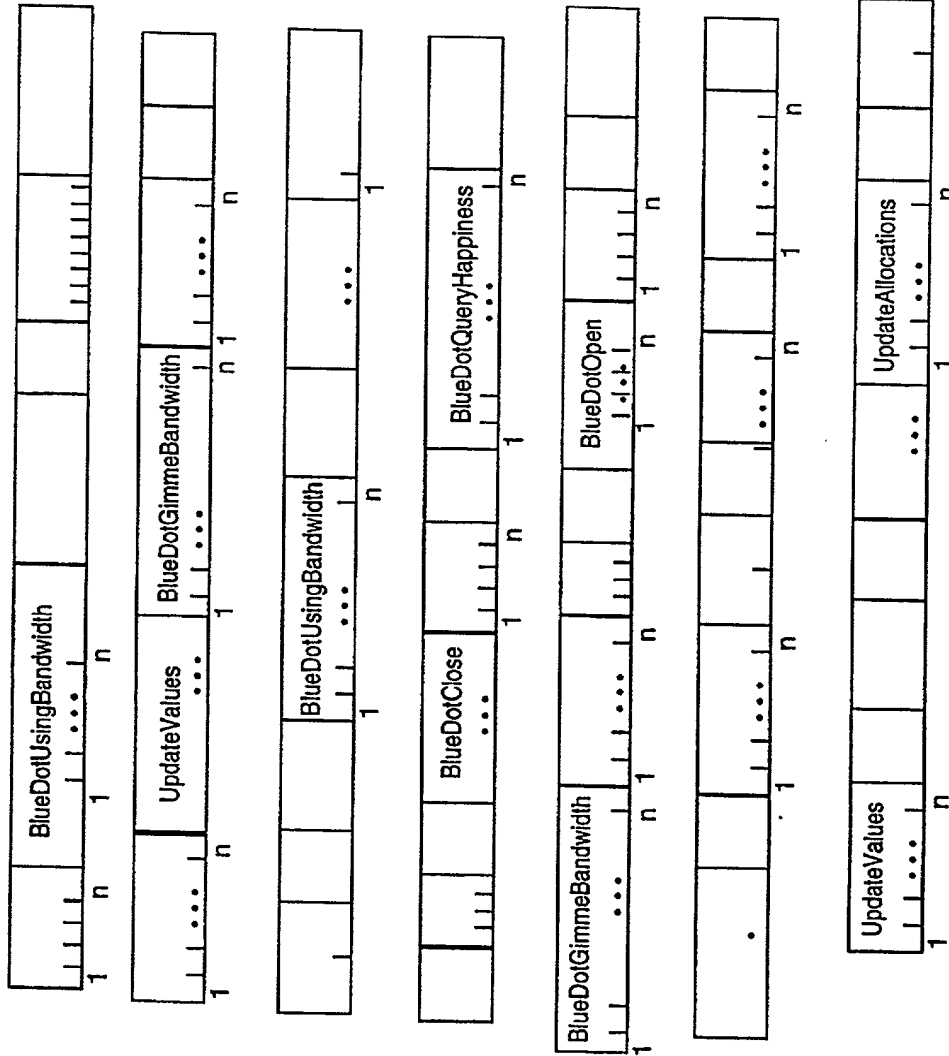 BlueDotUsingBandwidth
1 n 1 n
UpdateValues BlueDotGimmeBandwidth
1 n 1 n 1 n
BlueDotUsingBandwidth
1 n 1
BlueDotClose BlueDotQueryHappiness
1 n 1 n
BlueDotGimmeBandwidth BlueDotOpen
1 n 1 n 1 n 1 n
1 n n 1 n
UpdateValues UpdateAllocations
1 n 1 n